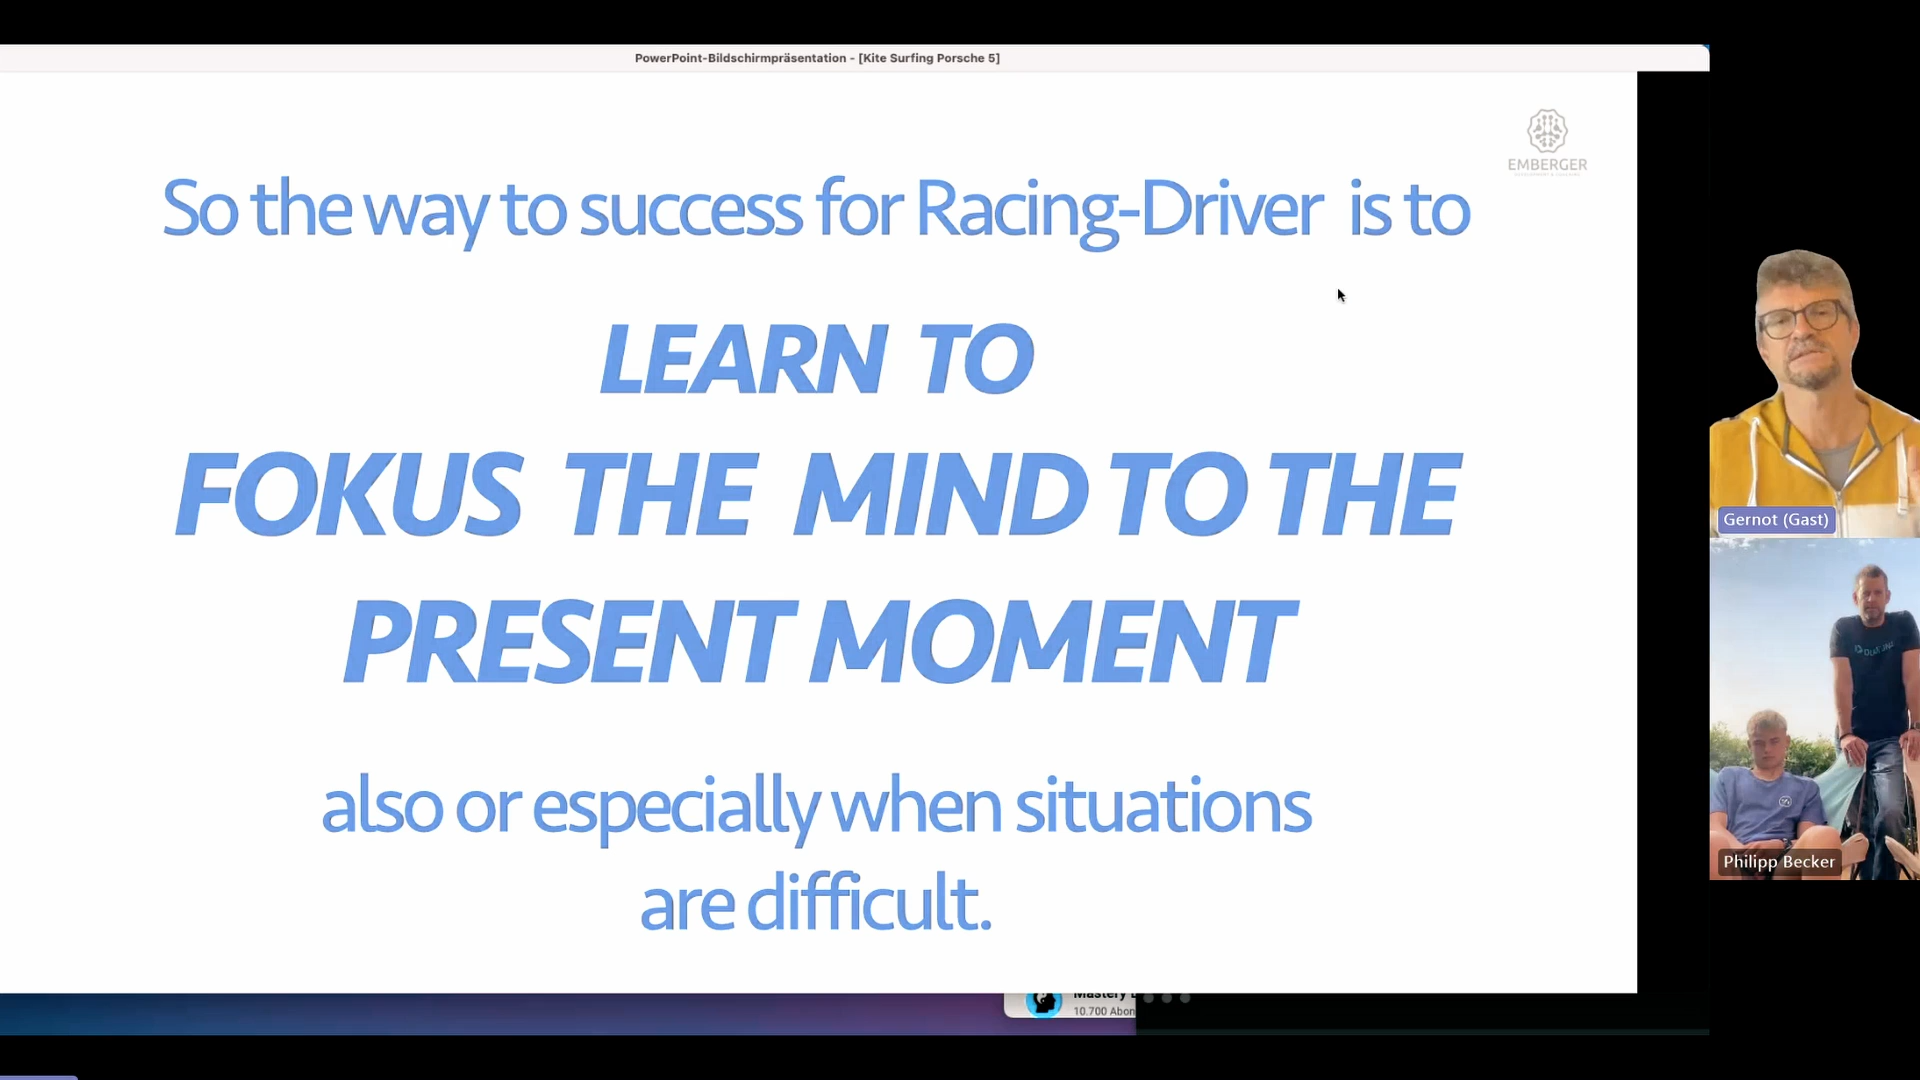 PowerPoint-Bildschirmpräsentation - [Kite Surfing Porsche 5]
EMBERGER
So the way to success for Racing-Driver is to
LEARN TO
FOKUS THE MIND TO THE
PRESENT MOMENT
also or especially when situations
are difficult.
Gernot (Gast)
Philipp Becker
Mastery
10.700 Abon